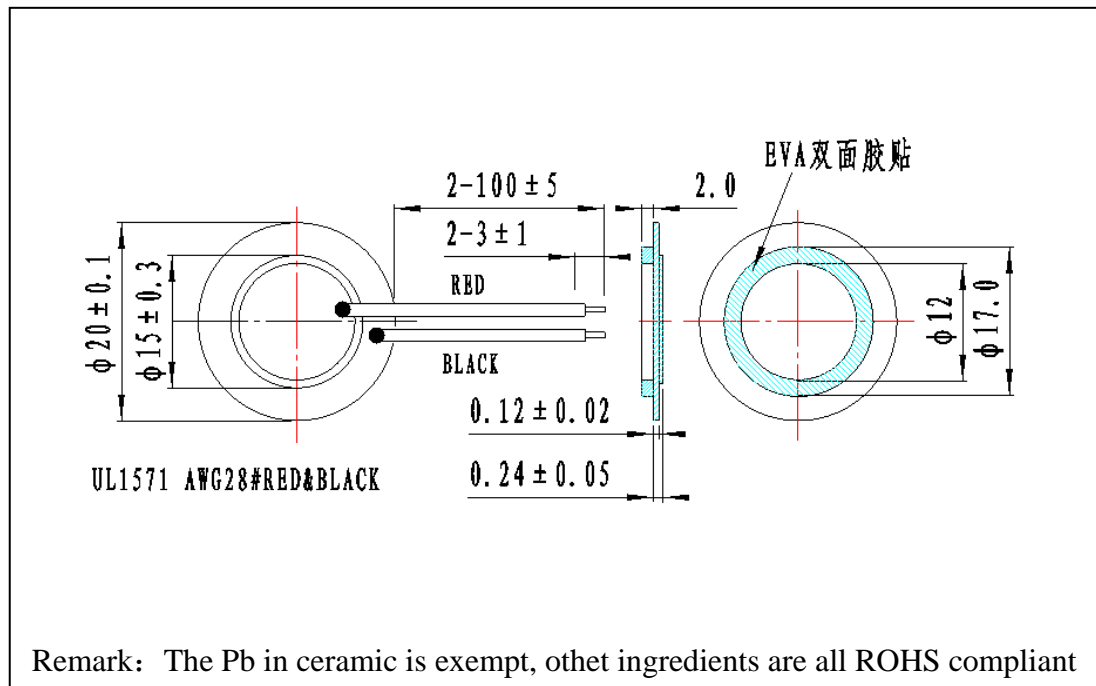 EVA双面胶贴
2-100±5
2.0
2-3±1
RED
BLACK
φ20±0.1
φ15±0.3
φ12
φ17.0
0.12±0.02
0.24±0.05
UL1571 AWG28#RED&BLACK
Remark：The Pb in ceramic is exempt, othet ingredients are all ROHS compliant